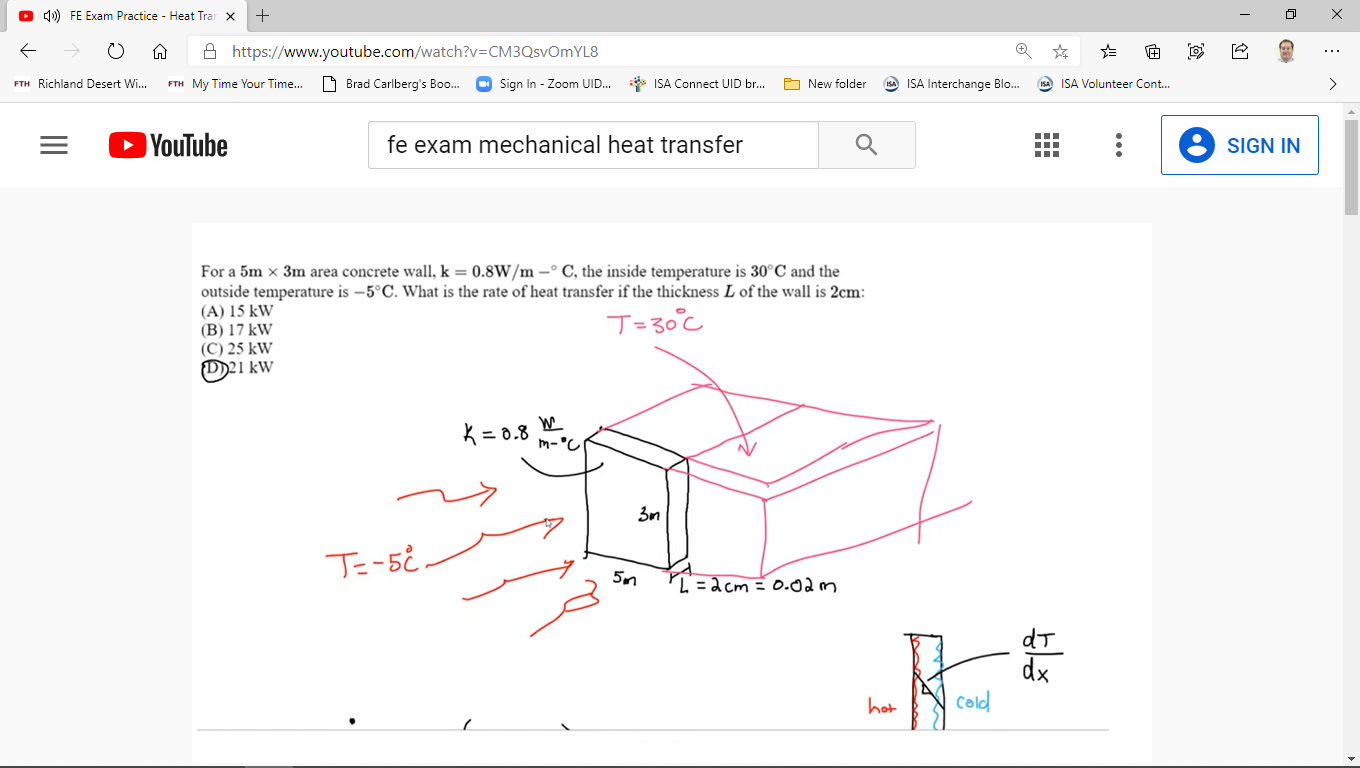 FE Exam Practice - Heat Tra
https://www.youtube.com/watch?v=CM3QsvOmYL8
FTH Richland Desert Wi... FTH My Time Your Time... Brad Carlberg's Boo... Sign In - Zoom UID... ISA Connect UID br... New folder ISA ISA Interchange Blo... ISA ISA Volunteer Cont...
YouTube fe exam mechanical heat transfer SIGN IN
For a 5m × 3m area concrete wall, k = 0.8W/m −° C, the inside temperature is 30°C and the
outside temperature is −5°C. What is the rate of heat transfer if the thickness L of the wall is 2cm:
(A) 15 kW
(B) 17 kW
(C) 25 kW
(D) 21 kW
T=30°C
K = 0.8 W/m-°C
3m
T=-5°C
5m
L = 2cm = 0.02m
dT
dx
hot cold